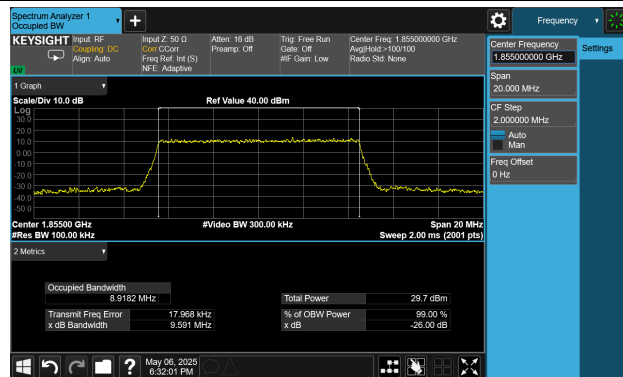 Spectrum Analyzer 1
Occupied BW
Frequency
KEYSIGHT
Input: RF
Coupling: DC
Align: Auto
Input Z: 50 Ω
Corr CCorr
Freq Ref: Int (S)
NFE: Adaptive
Atten: 16 dB
Preamp: Off
Trig: Free Run
Gate: Off
#IF Gain: Low
Center Freq: 1.855000000 GHz
Avg|Hold:>100/100
Radio Std: None
Center Frequency
1.855000000 GHz
Settings
Span
20.000 MHz
CF Step
2.000000 MHz
Auto
Man
Freq Offset
0 Hz
1 Graph
Scale/Div 10.0 dB
Ref Value 40.00 dBm
Log
30.0
20.0
10.0
0.00
-10.0
-20.0
-30.0
-40.0
-50.0
Center 1.85500 GHz
#Video BW 300.00 kHz
Span 20 MHz
#Res BW 100.00 kHz
Sweep 2.00 ms (2001 pts)
2 Metrics
Occupied Bandwidth
8.9182 MHz
Total Power
29.7 dBm
Transmit Freq Error
17.968 kHz
% of OBW Power
99.00 %
x dB Bandwidth
9.591 MHz
x dB
-26.00 dB
?
May 06, 2025
6:32:01 PM